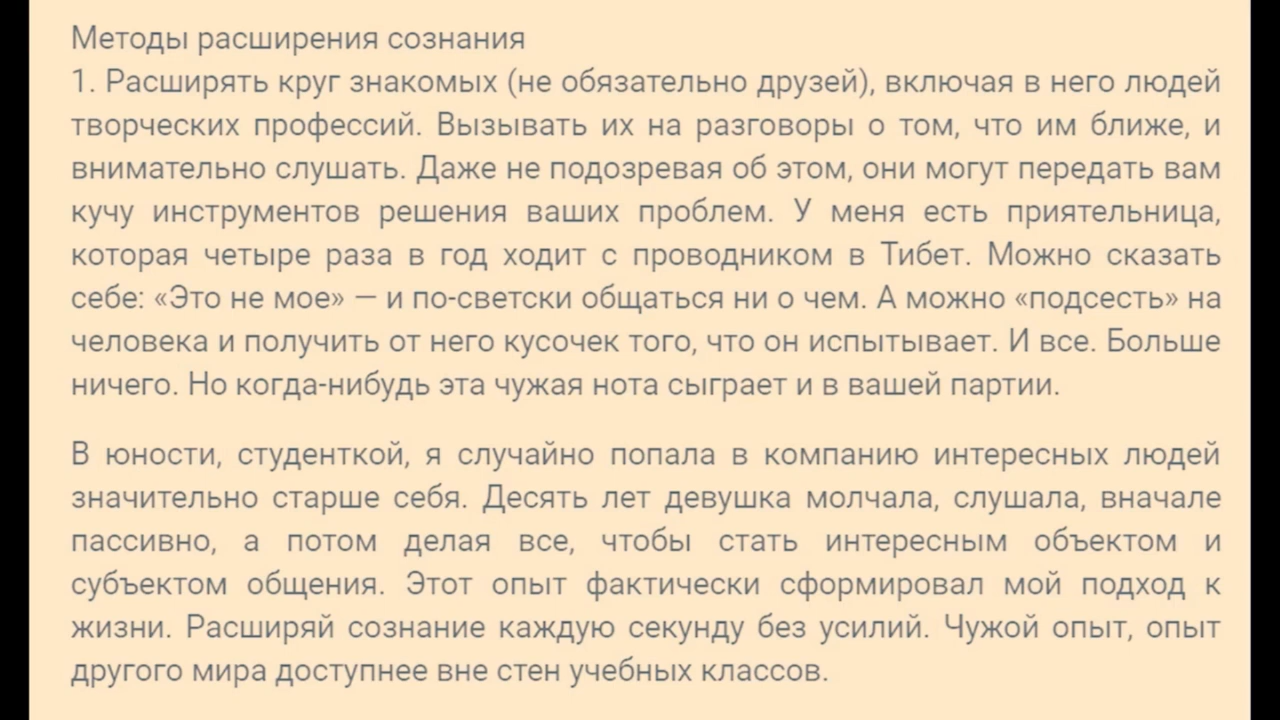 Методы расширения сознания
1. Расширять круг знакомых (не обязательно друзей), включая в него людей
творческих профессий. Вызывать их на разговоры о том, что им ближе, и
внимательно слушать. Даже не подозревая об этом, они могут передать вам
кучу инструментов решения ваших проблем. У меня есть приятельница,
которая четыре раза в год ходит с проводником в Тибет. Можно сказать
себе: «Это не мое» — и по-светски общаться ни о чем. А можно «подсесть» на
человека и получить от него кусочек того, что он испытывает. И все. Больше
ничего. Но когда-нибудь эта чужая нота сыграет и в вашей партии.
В юности, студенткой, я случайно попала в компанию интересных людей
значительно старше себя. Десять лет девушка молчала, слушала, вначале
пассивно, а потом делая все, чтобы стать интересным объектом и
субъектом общения. Этот опыт фактически сформировал мой подход к
жизни. Расширяй сознание каждую секунду без усилий. Чужой опыт, опыт
другого мира доступнее вне стен учебных классов.